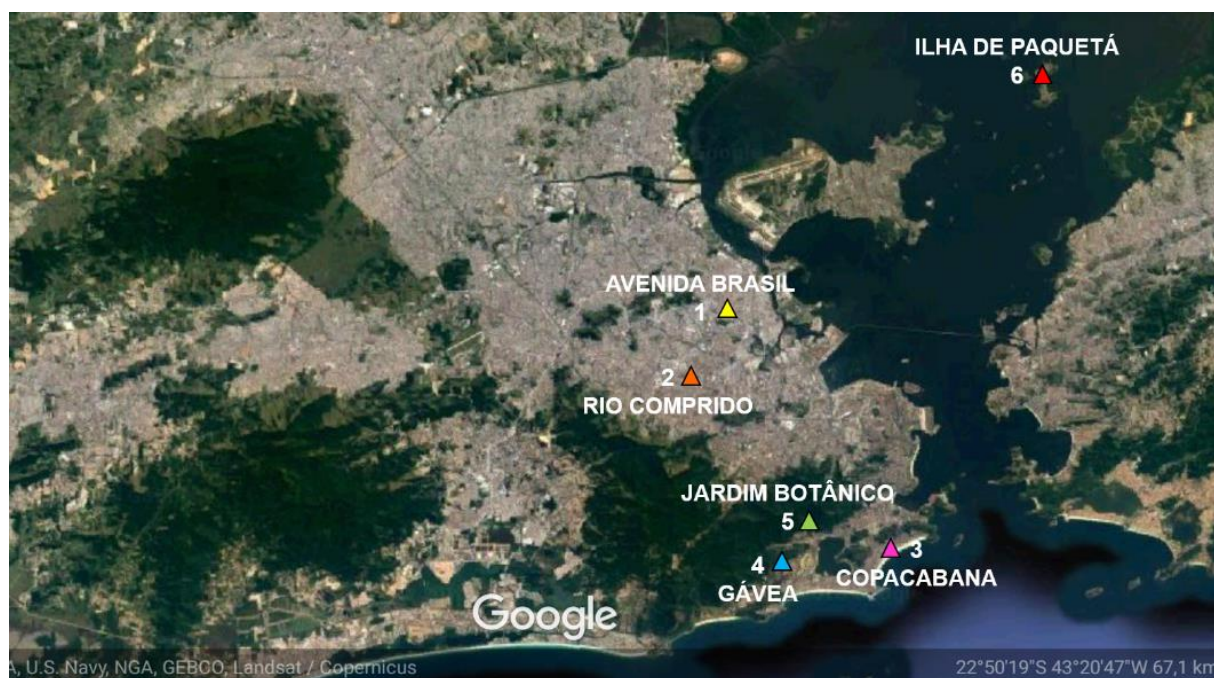 ILHA DE PAQUETÁ
6
AVENIDA BRASIL
1
2
RIO COMPRIDO
JARDIM BOTÂNICO
5
3
4
COPACABANA
GÁVEA
Google
U.S. Navy, NGA, GEBCO, Landsat / Copernicus
22°50'19"S 43°20'47"W 67,1 km